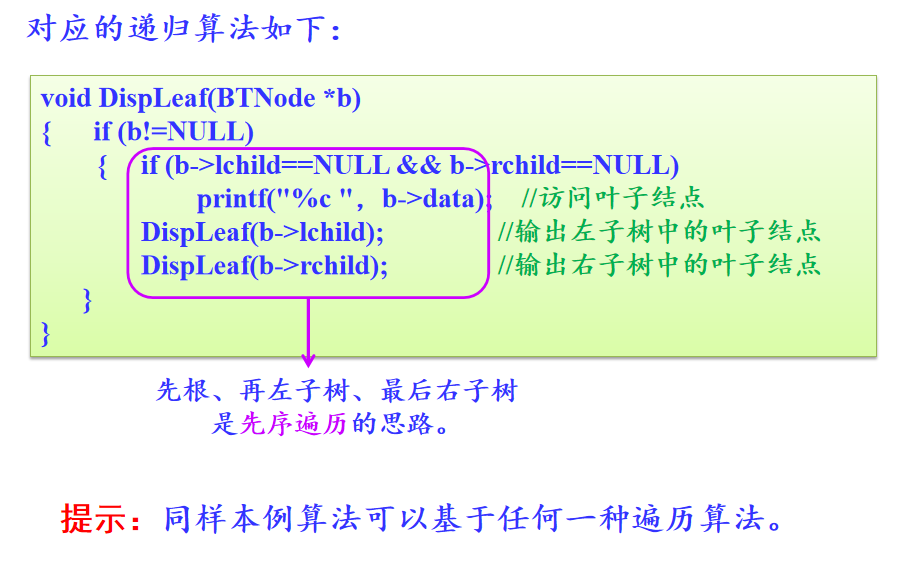 对应的递归算法如下：
void DispLeaf(BTNode *b)
{ if (b!=NULL)
{ if (b->lchild==NULL && b->rchild==NULL)
printf("%c "，b->data); //访问叶子结点
DispLeaf(b->lchild); //输出左子树中的叶子结点
DispLeaf(b->rchild); //输出右子树中的叶子结点
}
}
先根、再左子树、最后右子树
是先序遍历的思路。
提示：同样本例算法可以基于任何一种遍历算法。